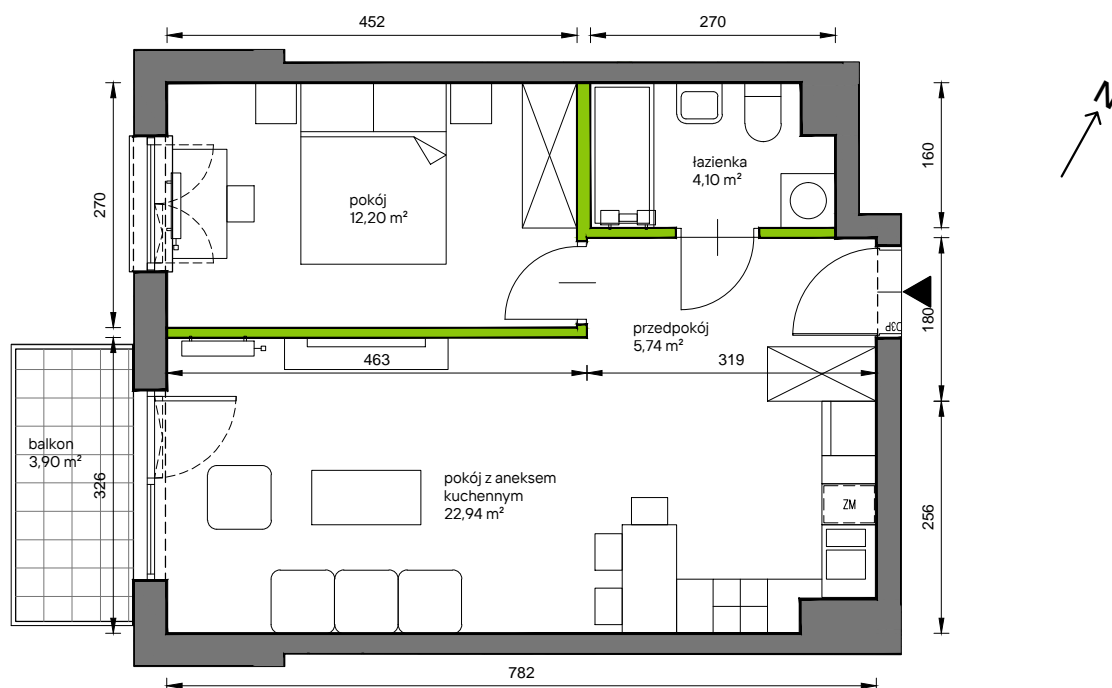 452
270
N
270
160
łazienka
4,10 m²
pokój
12,20 m²
180
przedpokój
5,74 m²
463
319
balkon
3,90 m²
326
pokój z aneksem
kuchennym
22,94 m²
ZM
256
782